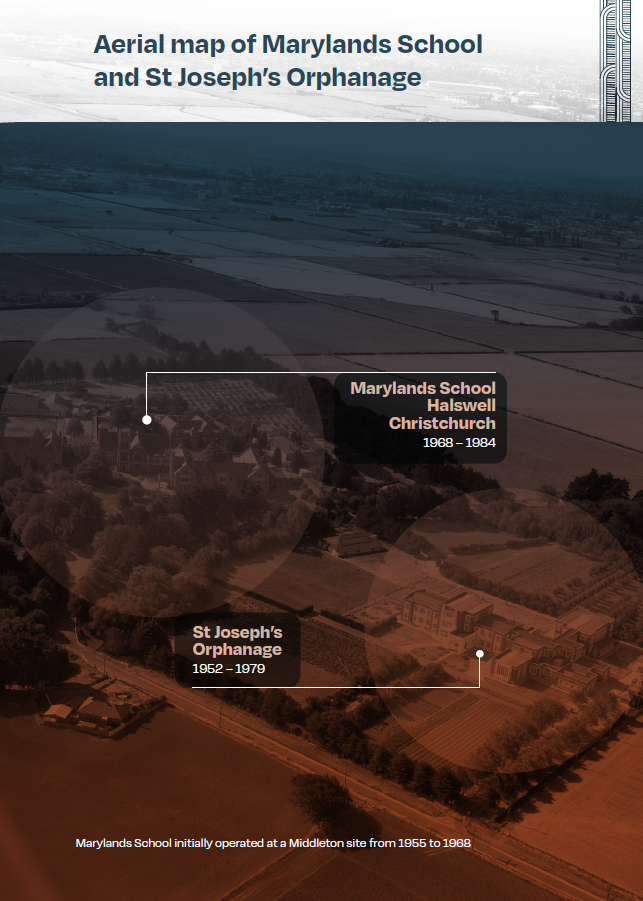 Aerial map of Marylands School
and St Joseph’s Orphanage
Marylands School
Halswell
Christchurch
1968 – 1984
St Joseph’s
Orphanage
1952 – 1979
Marylands School initially operated at a Middleton site from 1955 to 1968